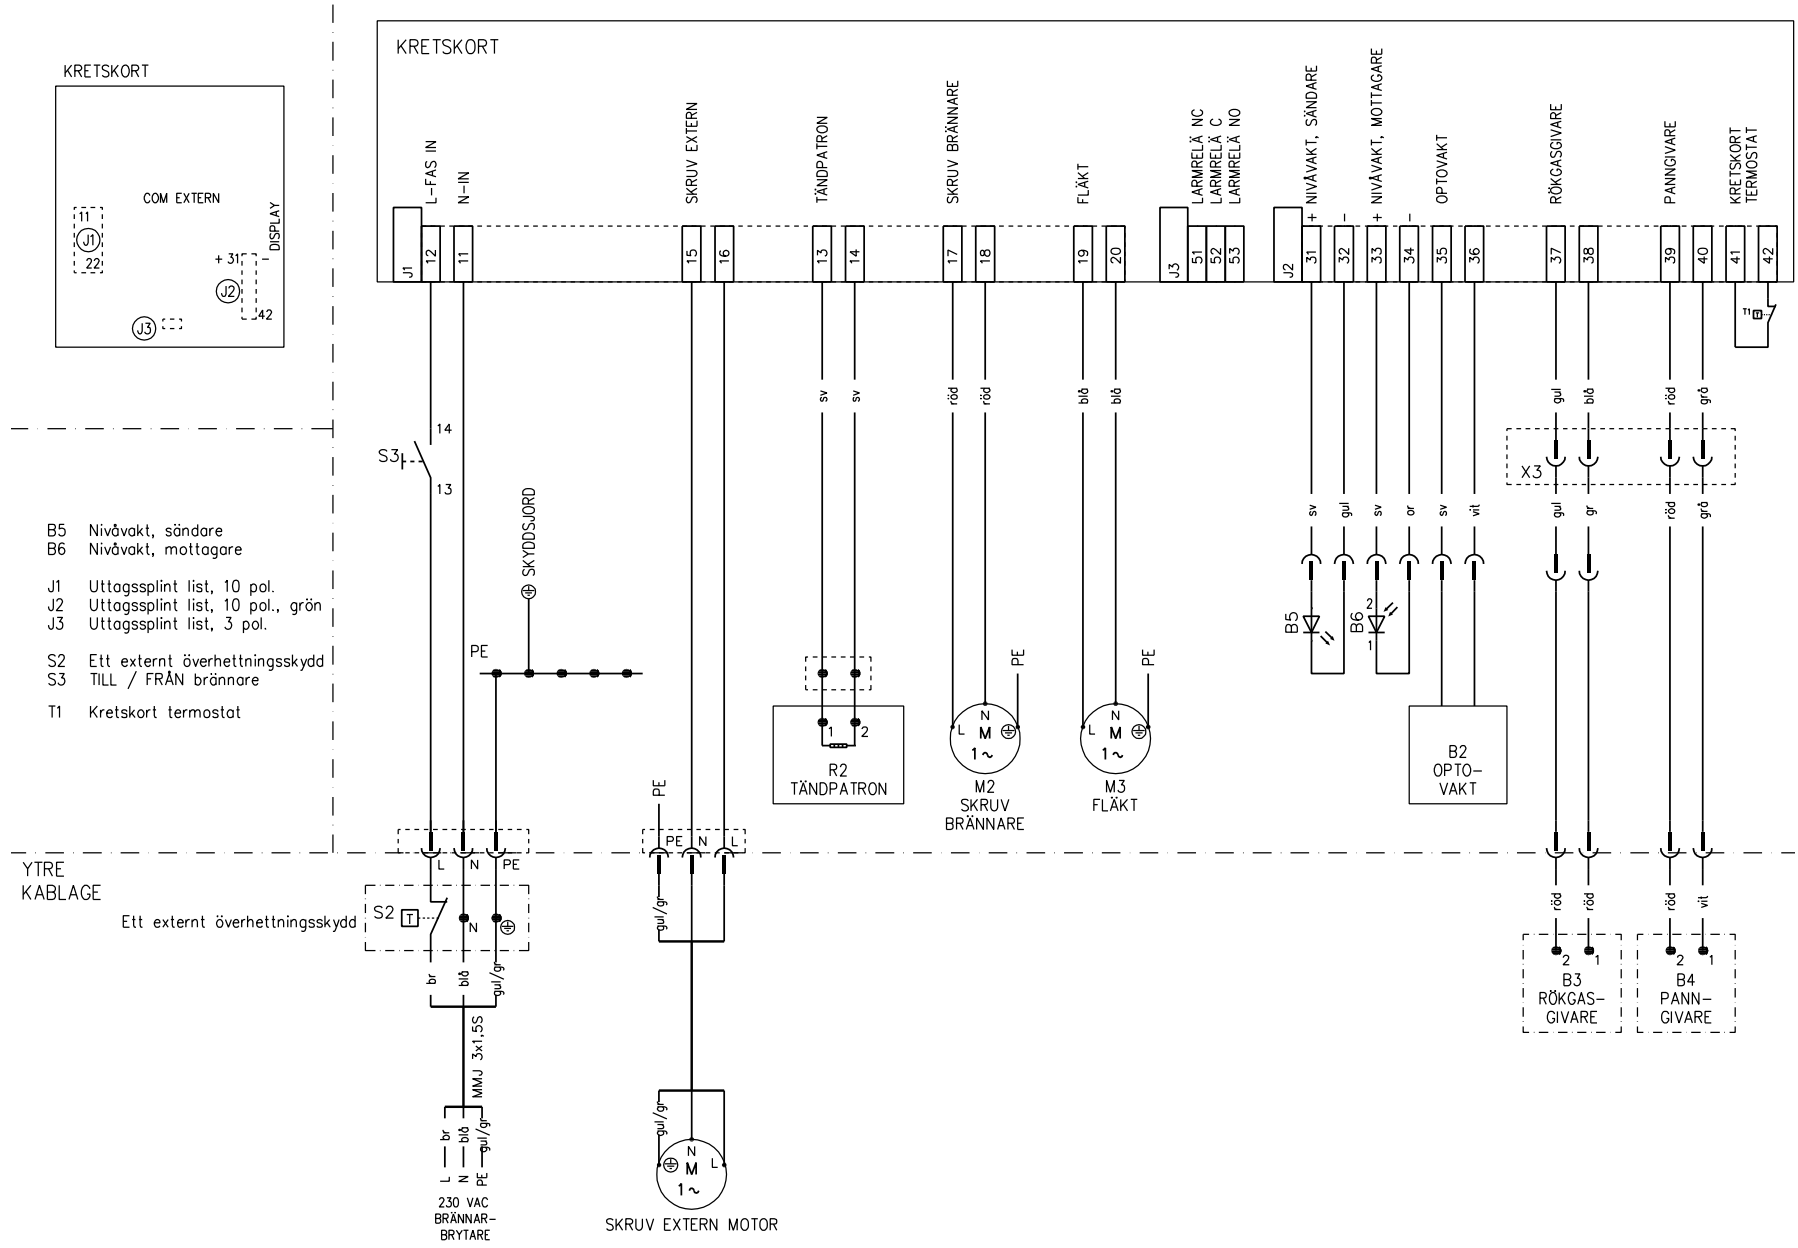 KRETSKORT
COM EXTERN
11
J1
22
DISPLAY
+ 31 -
J2
42
J3
B5 Nivåvakt, sändare
B6 Nivåvakt, mottagare
J1 Uttagssplint list, 10 pol.
J2 Uttagssplint list, 10 pol., grön
J3 Uttagssplint list, 3 pol.
S2 Ett externt överhettningsskydd
S3 TILL / FRÅN brännare
T1 Kretskort termostat
KRETSKORT
L-FAS IN
N-IN
SKRUV EXTERN
TÄNDPATRON
SKRUV BRÄNNARE
FLÄKT
LARMRELÄ NC
LARMRELÄ C
LARMRELÄ NO
+ NIVÅVAKT, SÄNDARE
-
+ NIVÅVAKT, MOTTAGARE
-
OPTOVAKT
RÖKGASGIVARE
PANNGIVARE
KRETSKORT
TERMOSTAT
J1 12 11 15 16 13 14 17 18 19 20 J3 51 52 53 J2 31 32 33 34 35 36 37 38 39 40 41 42
T1 T
sv sv röd röd blå blå gul blå röd grå
14
S3
13
X3
sv gul sv or sv vit gul gr röd grå
SKYDDSJORD
PE
B5
B6
2
1
PE
PE
1 2
R2
TÄNDPATRON
N
L M
1~
M2
SKRUV
BRÄNNARE
N
L M
1~
M3
FLÄKT
B2
OPTO-
VAKT
PE
L N PE
PE N L
YTRE
KABLAGE
Ett externt överhettningsskydd
S2 T
N
br blå gul/gr
MMJ 3x1,5S
br blå gul/gr
L N PE
230 VAC
BRÄNNAR-
BRYTARE
gul/gr
gul/gr
N
M L
1~
SKRUV EXTERN MOTOR
röd röd röd vit
2 1
B3
RÖKGAS-
GIVARE
2 1
B4
PANN-
GIVARE